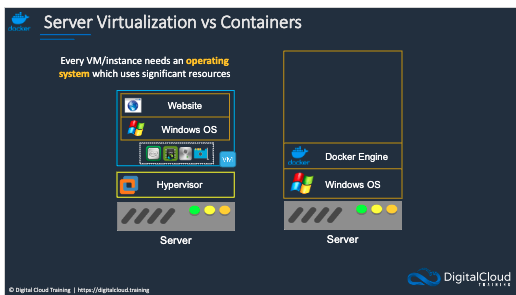 docker
Server Virtualization vs Containers
Every VM/instance needs an operating
system which uses significant resources
Website
Windows OS
VM
Hypervisor
Server
docker
Docker Engine
Windows OS
Server
© Digital Cloud Training | https://digitalcloud.training
DigitalCloud
TRAINING